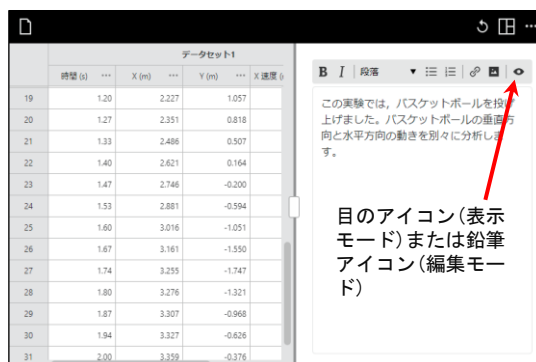 データセット1
時間 (s) ··· X (m) ··· Y (m) ··· X 速度 (
19 1.20 2.227 1.057
20 1.27 2.351 0.818
21 1.33 2.486 0.507
22 1.40 2.621 0.164
23 1.47 2.746 -0.200
24 1.53 2.881 -0.594
25 1.60 3.016 -1.051
26 1.67 3.161 -1.550
27 1.74 3.255 -1.747
28 1.80 3.276 -1.321
29 1.87 3.307 -0.968
30 1.94 3.327 -0.626
31 2.00 3.359 -0.376
B I 段落
この実験では，バスケットボールを投げ
上げました。バスケットボールの垂直方
向と水平方向の動きを別々に分析しま
す。
目のアイコン(表示
モード)または鉛筆
アイコン(編集モー
ド)